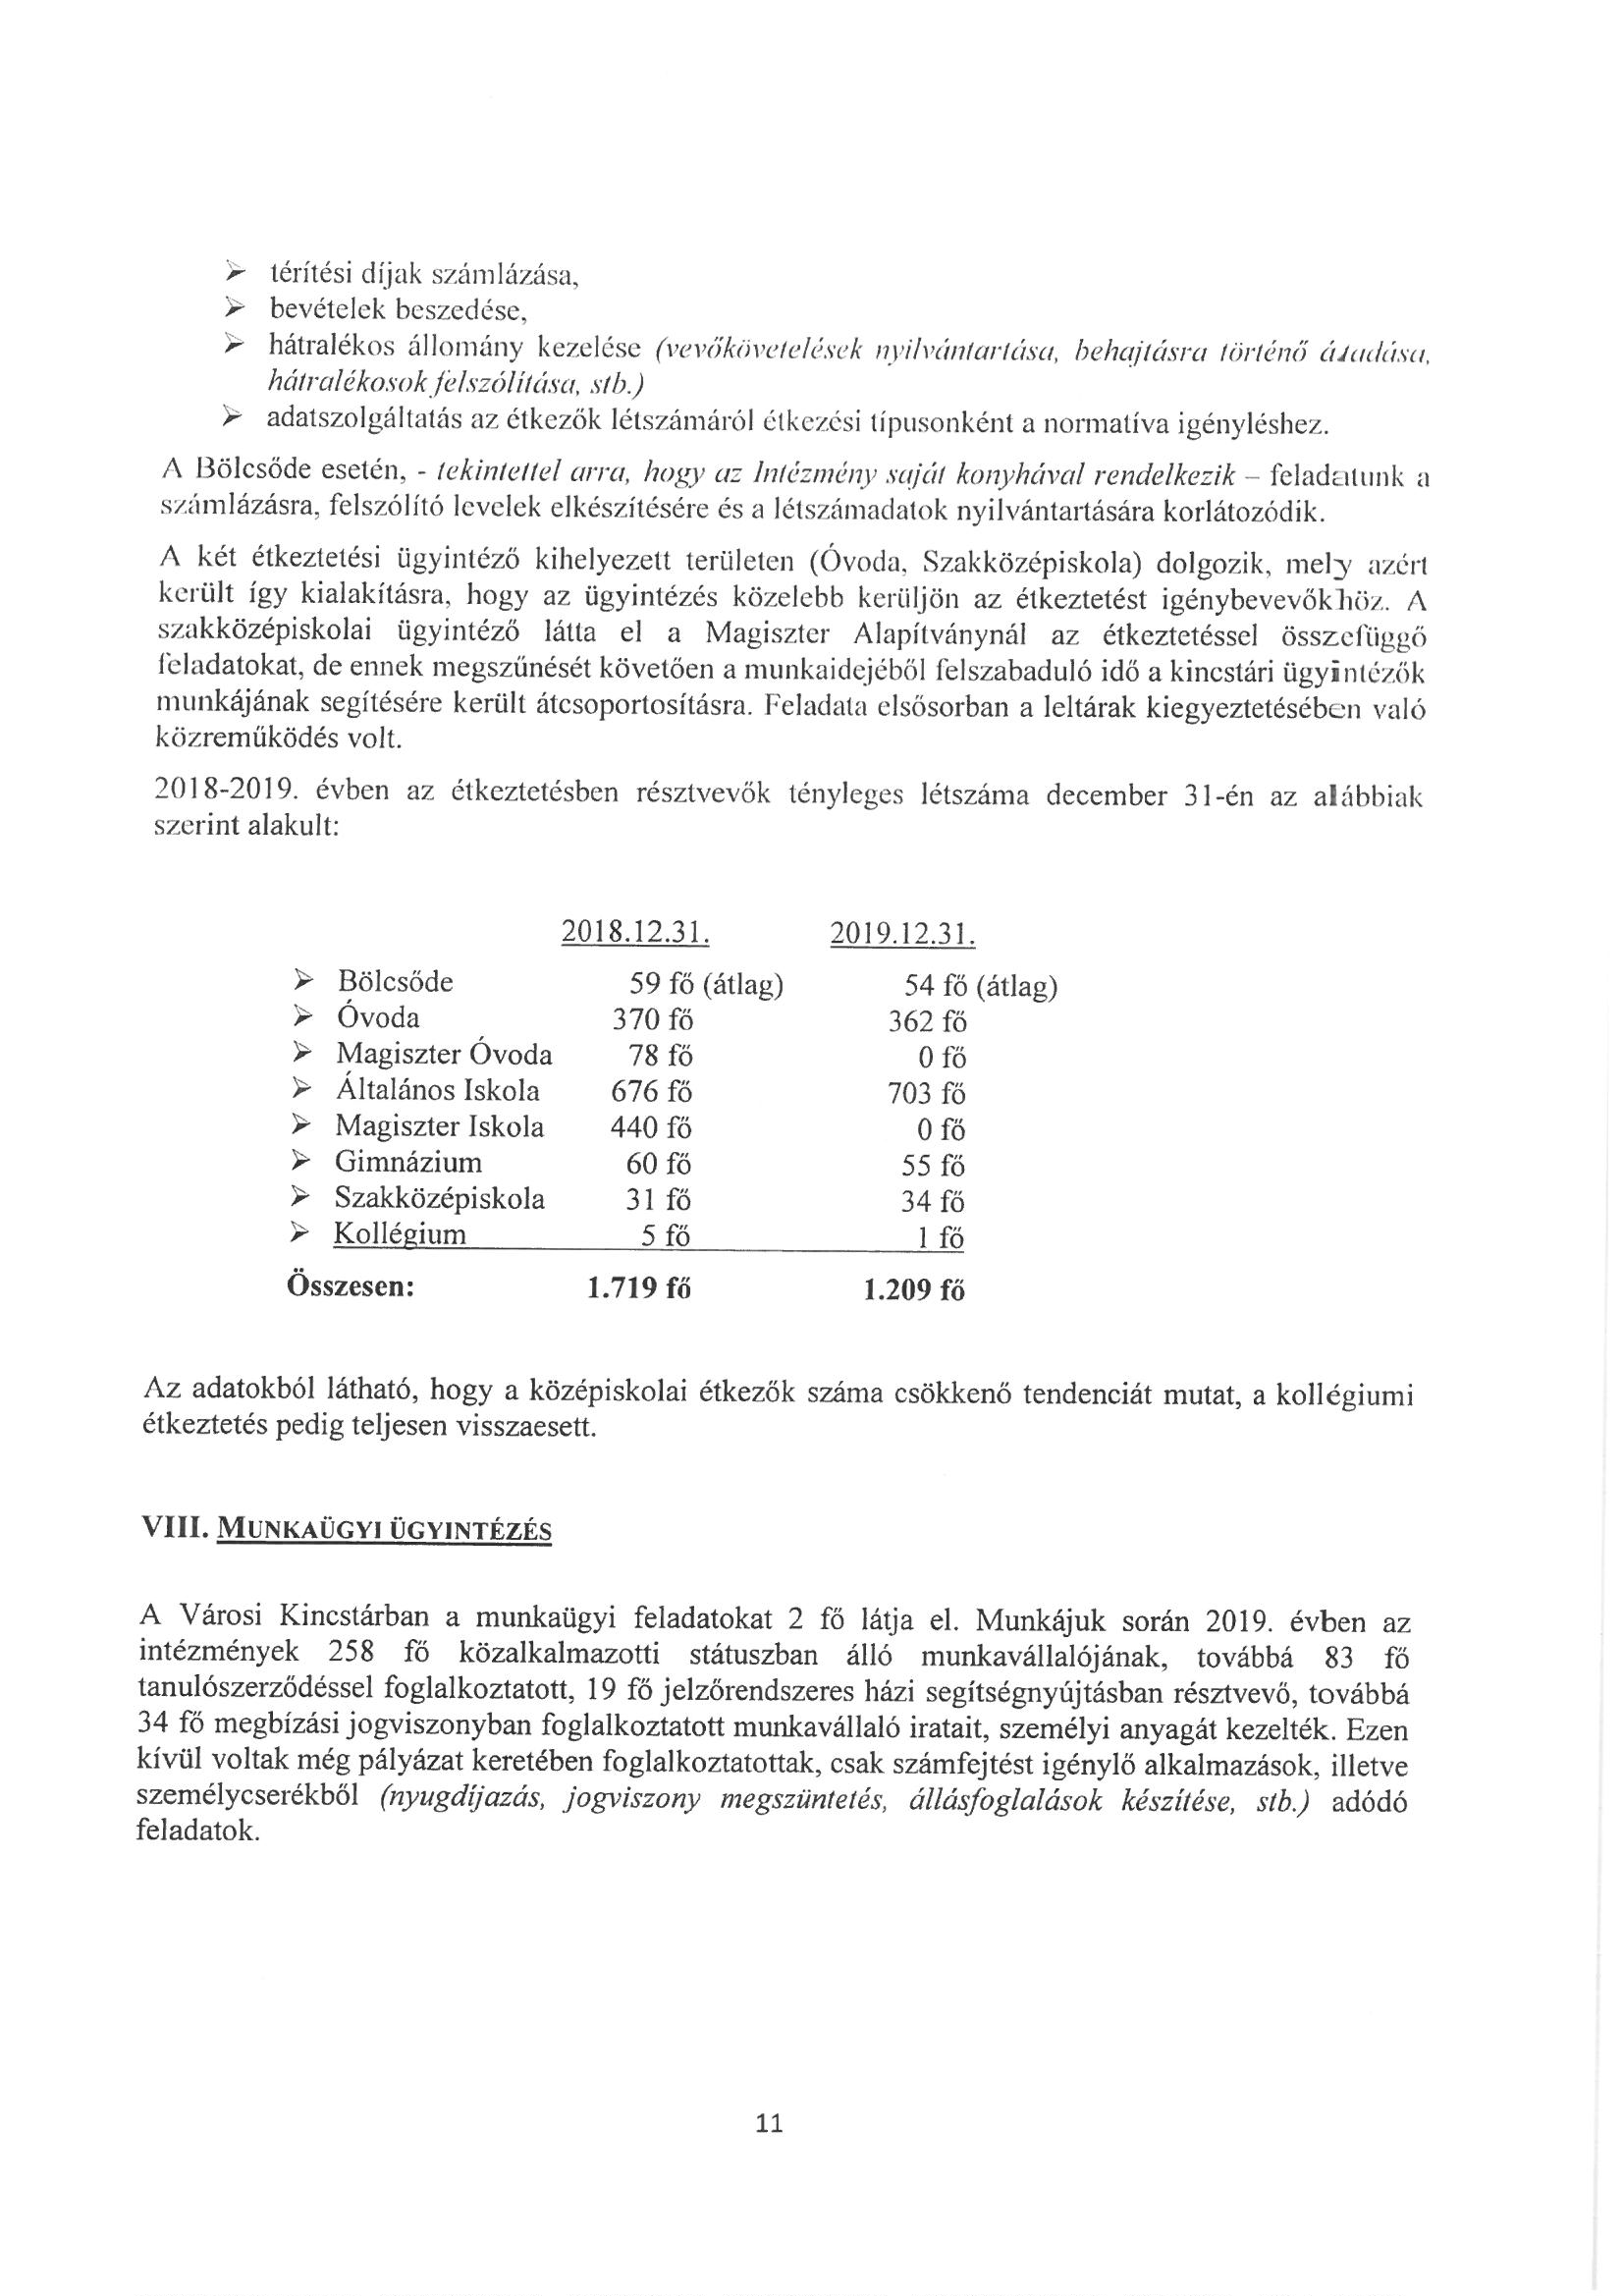 ➢ térítési díjak számlázása,
➢ bevételek beszedése,
➢ hátralékos állomány kezelése (vevőkövetelések nyilvántartása, behajtásra történő átadása,
hátralékosok felszólítása, stb.)
➢ adatszolgáltatás az étkezők létszámáról étkezési típusonként a normatíva igényléshez.
A Bölcsőde esetén, - tekintettel arra, hogy az Intézmény saját konyhával rendelkezik – feladatunk a
számlázásra, felszólító levelek elkészítésére és a létszámadatok nyilvántartására korlátozódik.
A két étkeztetési ügyintéző kihelyezett területen (Óvoda, Szakközépiskola) dolgozik, mely azért
került így kialakításra, hogy az ügyintézés közelebb kerüljön az étkeztetést igénybevevőkhöz. A
szakközépiskolai ügyintéző látta el a Magiszter Alapítványnál az étkeztetéssel összefüggő
feladatokat, de ennek megszűnését követően a munkaidejéből felszabaduló idő a kincstári ügyintézők
munkájának segítésére került átcsoportosításra. Feladata elsősorban a leltárak kiegyeztetésében való
közreműködés volt.
2018-2019. évben az étkeztetésben résztvevők tényleges létszáma december 31-én az alábbiak
szerint alakult:
2018.12.31. 2019.12.31.
➢ Bölcsőde 59 fő (átlag) 54 fő (átlag)
➢ Óvoda 370 fő 362 fő
➢ Magiszter Óvoda 78 fő 0 fő
➢ Általános Iskola 676 fő 703 fő
➢ Magiszter Iskola 440 fő 0 fő
➢ Gimnázium 60 fő 55 fő
➢ Szakközépiskola 31 fő 34 fő
➢ Kollégium 5 fő 1 fő
Összesen: 1.719 fő 1.209 fő
Az adatokból látható, hogy a középiskolai étkezők száma csökkenő tendenciát mutat, a kollégiumi
étkeztetés pedig teljesen visszaesett.
VIII. MUNKAÜGYI ÜGYINTÉZÉS
A Városi Kincstárban a munkaügyi feladatokat 2 fő látja el. Munkájuk során 2019. évben az
intézmények 258 fő közalkalmazotti státuszban álló munkavállalójának, továbbá 83 fő
tanulószerződéssel foglalkoztatott, 19 fő jelzőrendszeres házi segítségnyújtásban résztvevő, továbbá
34 fő megbízási jogviszonyban foglalkoztatott munkavállaló iratait, személyi anyagát kezelték. Ezen
kívül voltak még pályázat keretében foglalkoztatottak, csak számfejtést igénylő alkalmazások, illetve
személycserékből (nyugdíjazás, jogviszony megszüntetés, állásfoglalások készítése, stb.) adódó
feladatok.
11